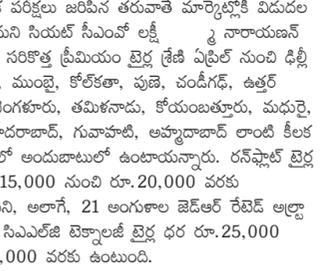 పరీక్షలు జరిపిన తరువాతే మార్కెట్లోకి విడుదల
సియట్ సీఎంవో లక్ష్మీ నారాయణన్
సరికొత్త ప్రీమియం టైర్ల శ్రేణి ఏప్రిల్ నుంచి ఢిల్లీ
, ముంబై, కోల్‌కతా, పుణె, చండీగఢ్, ఉత్తర్
తమిళనాడు, కోయంబత్తూరు, మధురై,
గువాహటి, అహ్మదాబాద్ లాంటి కీలక
లో అందుబాటులో ఉంటాయన్నారు. రన్‌ఫ్లాట్ టైర్ల
15,000 నుంచి రూ.20,000 వరకు
అలాగే, 21 అంగుళాల జెడ్ఆర్ రేటెడ్ అల్ట్రా
సిఎఎల్‌జి టెక్నాలజీ టైర్ల ధర రూ.25,000
,000 వరకు ఉంటుంది.